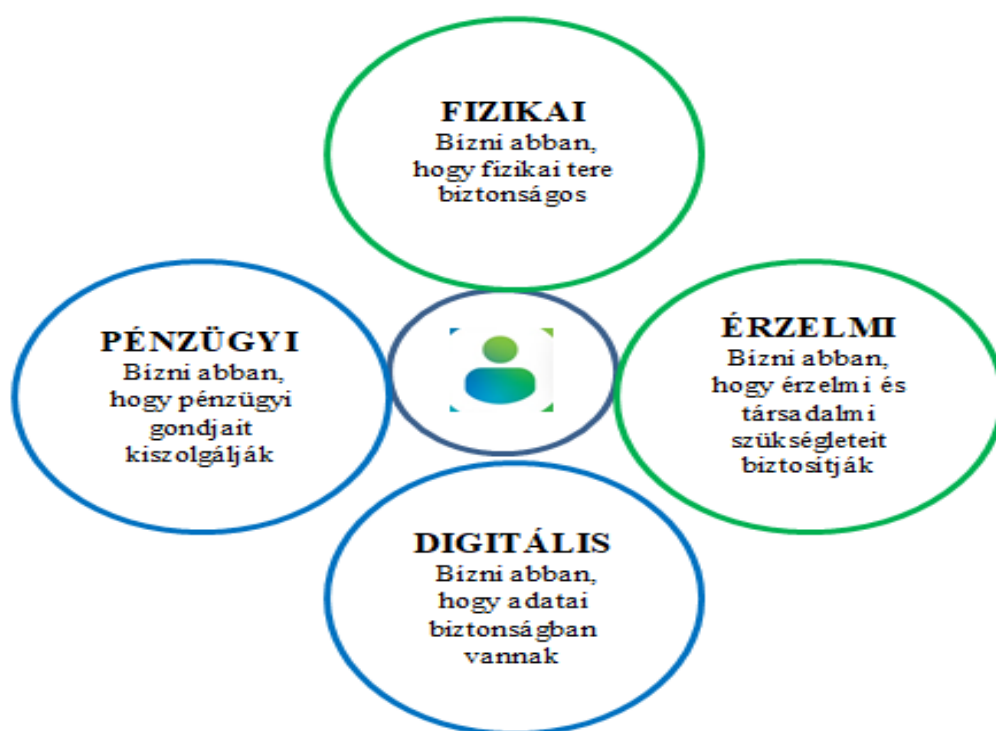 FIZIKAI
Bízni abban,
hogy fizikai tere
biztonságos
PÉNZÜGYI
Bízni abban,
hogy pénzügyi
gondjait
kiszolgálják
ÉRZELMI
Bízni abban,
hogy érzelmi és
társadalmi
szükségleteit
biztosítják
DIGITÁLIS
Bízni abban,
hogy adatai
biztonságban
vannak